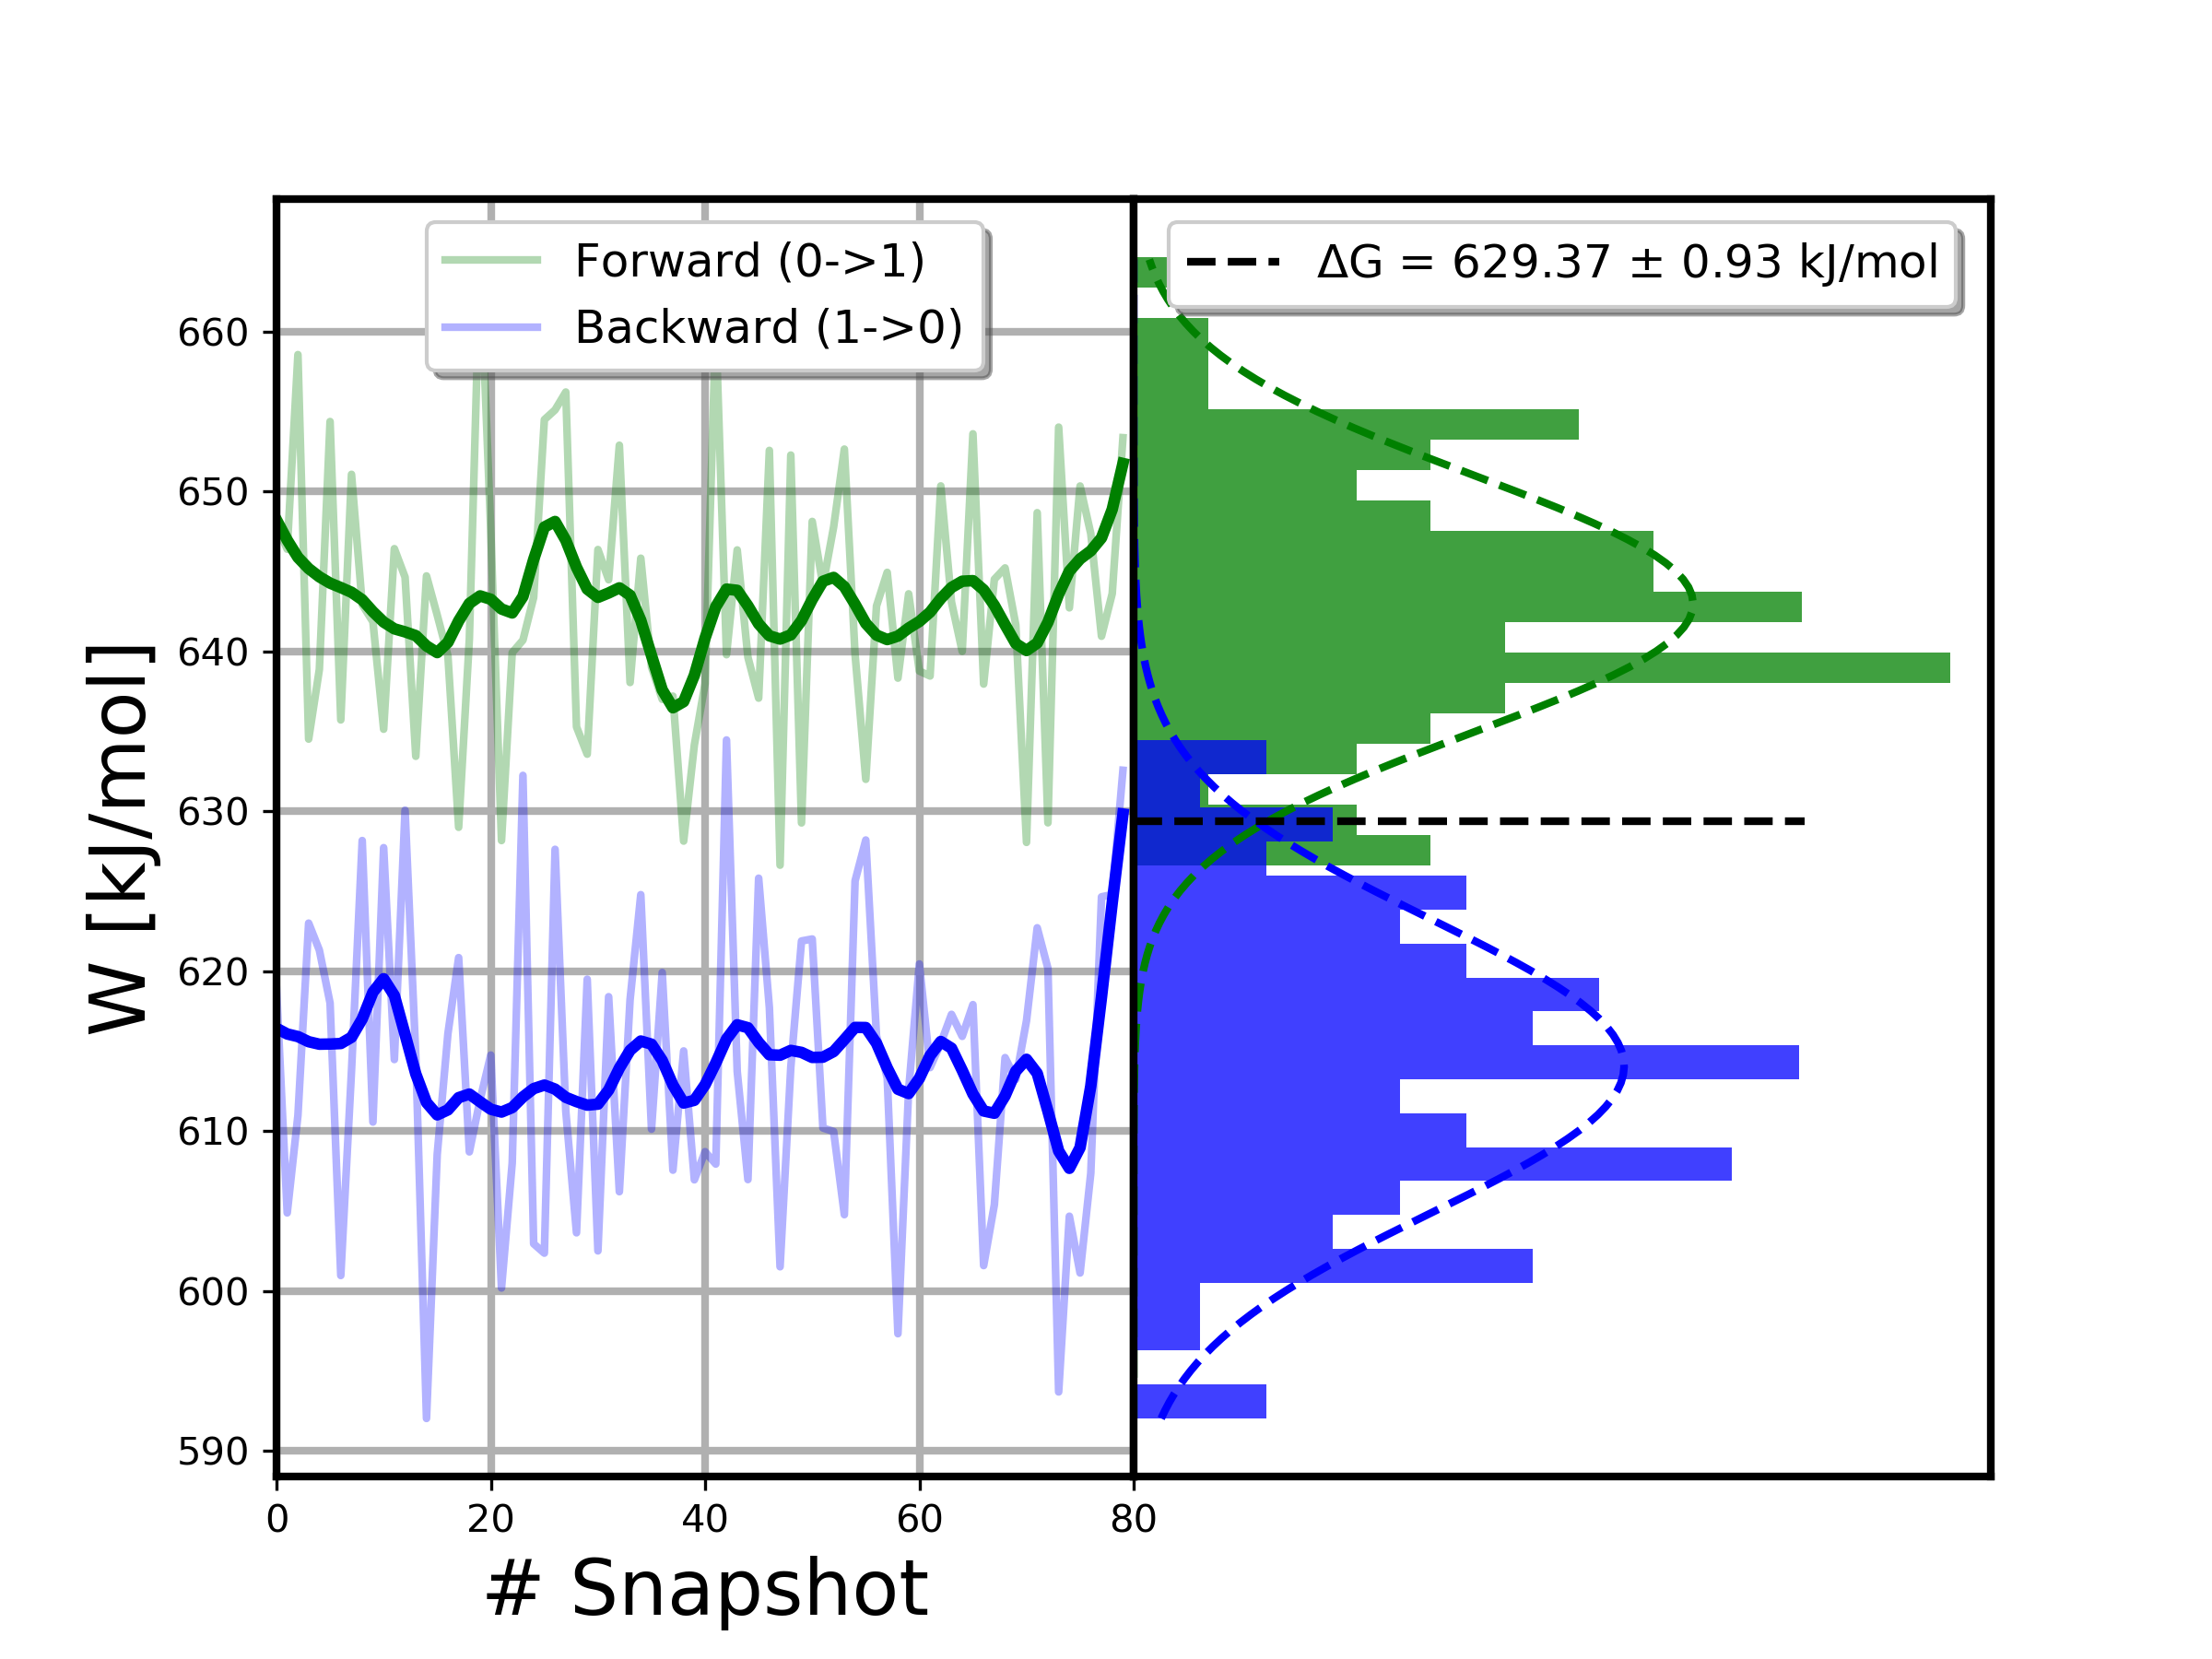 Forward (0->1)
Backward (1->0)
ΔG = 629.37 ± 0.93 kJ/mol
W [kJ/mol]
660
650
640
630
620
610
600
590
0 20 40 60 80
# Snapshot